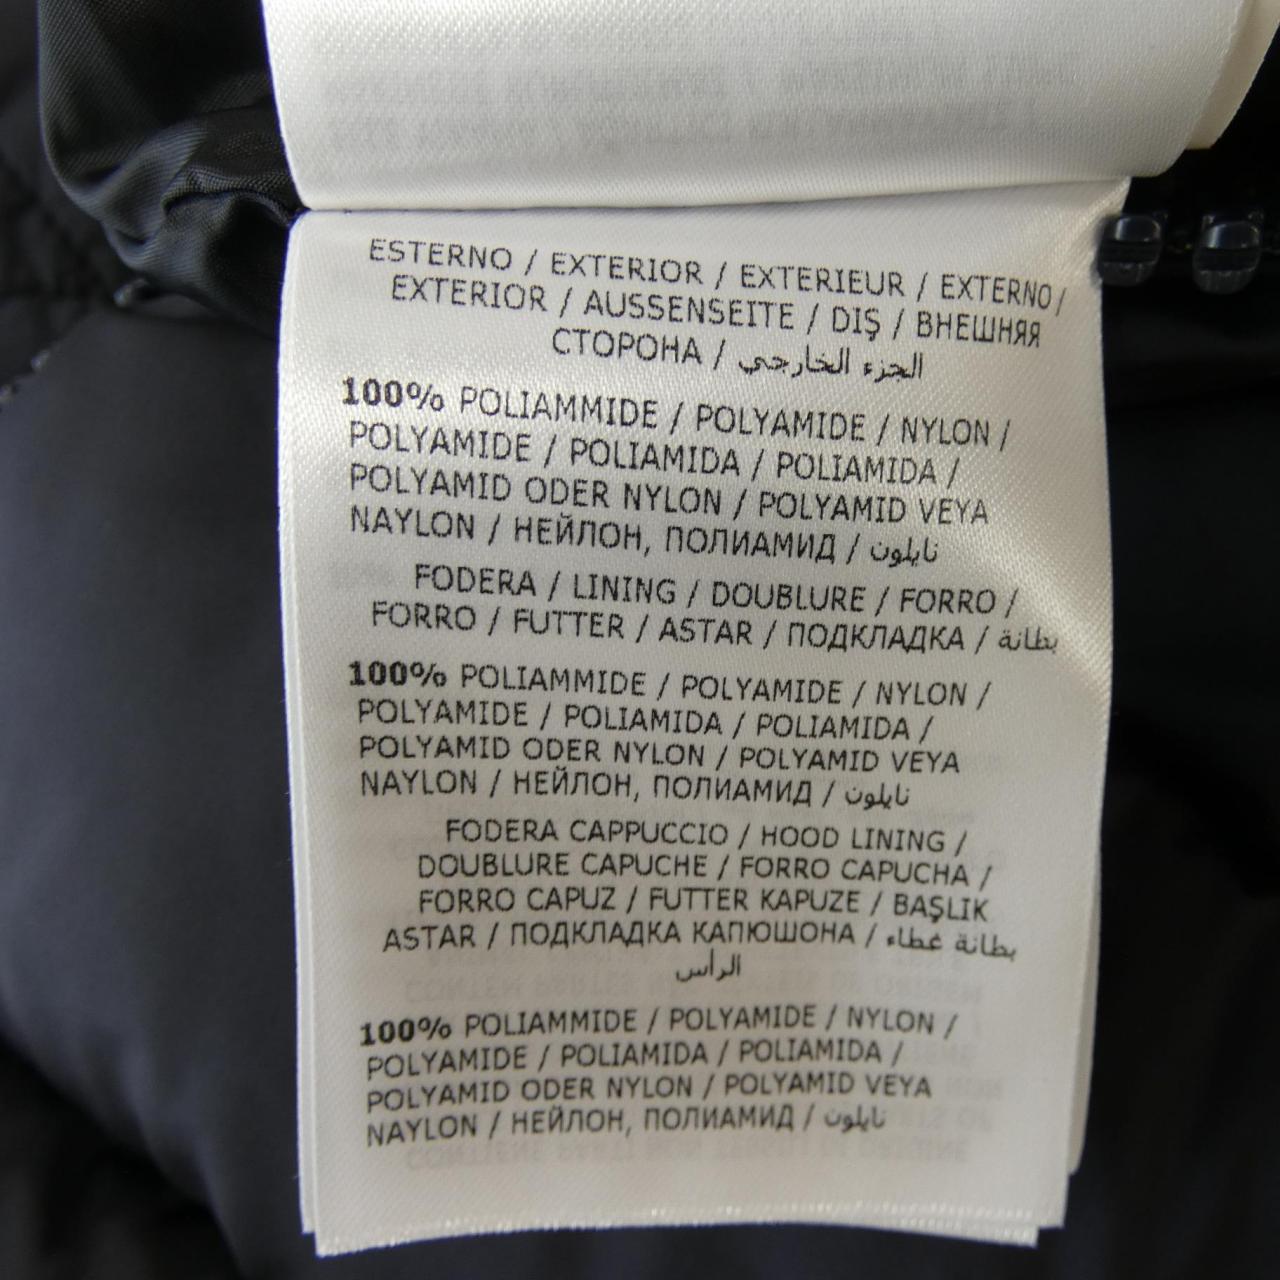 ESTERNO / EXTERIOR / EXTERIEUR / EXTERNO /
EXTERIOR / AUSSENSEITE / DIŞ / ВНЕШНЯЯ
СТОРОНА / الجزء الخارجي
100% POLIAMMIDE / POLYAMIDE / NYLON /
POLYAMIDE / POLIAMIDA / POLIAMIDA /
POLYAMID ODER NYLON / POLYAMID VEYA
NAYLON / НЕЙЛОН, ПОЛИАМИД / نايلون
FODERA / LINING / DOUBLURE / FORRO /
FORRO / FUTTER / ASTAR / ПОДКЛАДКА / بطانة
100% POLIAMMIDE / POLYAMIDE / NYLON /
POLYAMIDE / POLIAMIDA / POLIAMIDA /
POLYAMID ODER NYLON / POLYAMID VEYA
NAYLON / НЕЙЛОН, ПОЛИАМИД / نايلون
FODERA CAPPUCCIO / HOOD LINING /
DOUBLURE CAPUCHE / FORRO CAPUCHA /
FORRO CAPUZ / FUTTER KAPUZE / BAŞLIK
ASTAR / ПОДКЛАДКА КАПЮШОНА / بطانة غطاء
الرأس
100% POLIAMMIDE / POLYAMIDE / NYLON /
POLYAMIDE / POLIAMIDA / POLIAMIDA /
POLYAMID ODER NYLON / POLYAMID VEYA
NAYLON / НЕЙЛОН, ПОЛИАМИД / نايلون